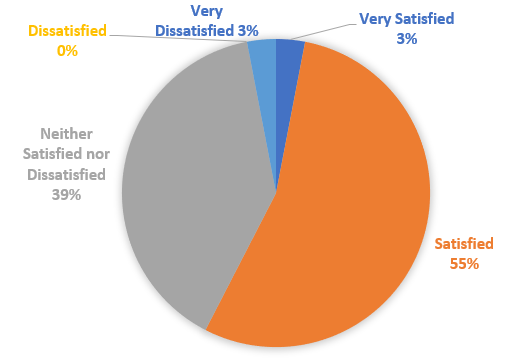 Very
Dissatisfied 3%
Very Satisfied
3%
Dissatisfied
0%
Neither
Satisfied nor
Dissatisfied
39%
Satisfied
55%